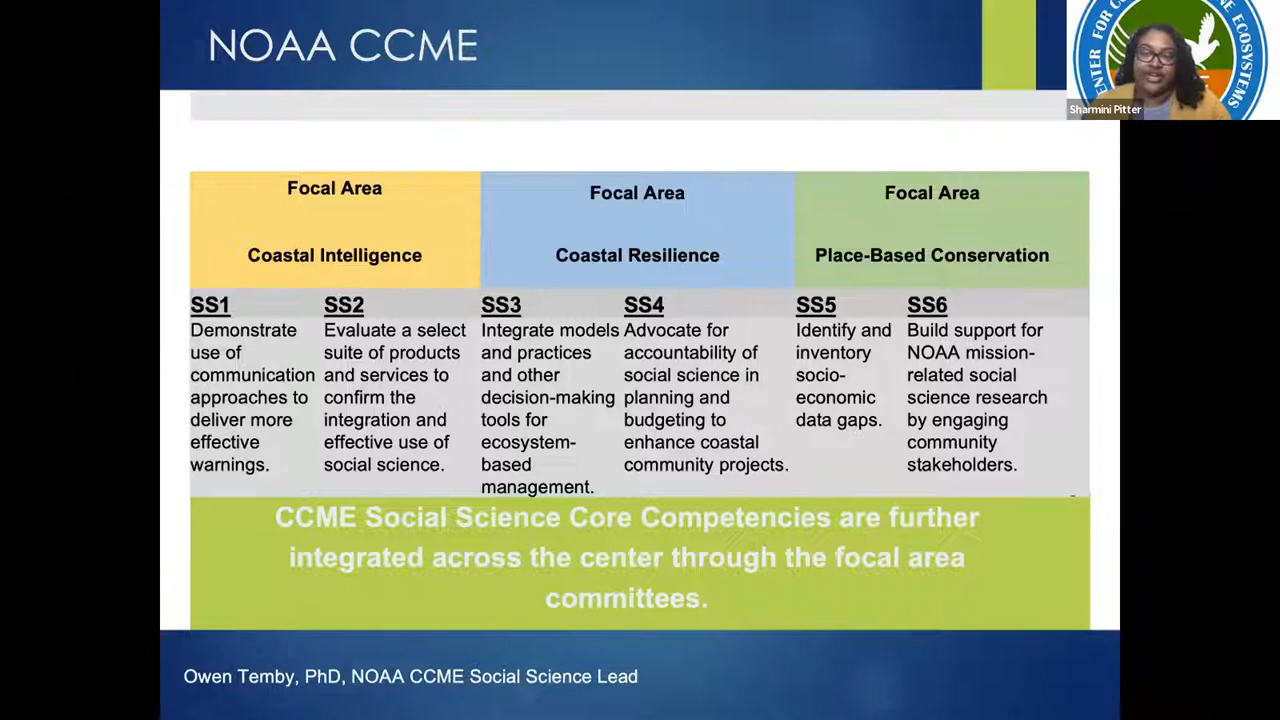 NOAA CCME
CENTER FOR CO
NE ECOSYSTEMS
Sharmini Pitter
Focal Area
Coastal Intelligence
Focal Area
Coastal Resilience
Focal Area
Place-Based Conservation
SS1
Demonstrate
use of
communication
approaches to
deliver more
effective
warnings.
SS2
Evaluate a select
suite of products
and services to
confirm the
integration and
effective use of
social science.
SS3
Integrate models
and practices
and other
decision-making
tools for
ecosystem-
based
management.
SS4
Advocate for
accountability of
social science in
planning and
budgeting to
enhance coastal
community projects.
SS5
Identify and
inventory
socio-
economic
data gaps.
SS6
Build support for
NOAA mission-
related social
science research
by engaging
community
stakeholders.
CCME Social Science Core Competencies are further
integrated across the center through the focal area
committees.
Owen Temby, PhD, NOAA CCME Social Science Lead